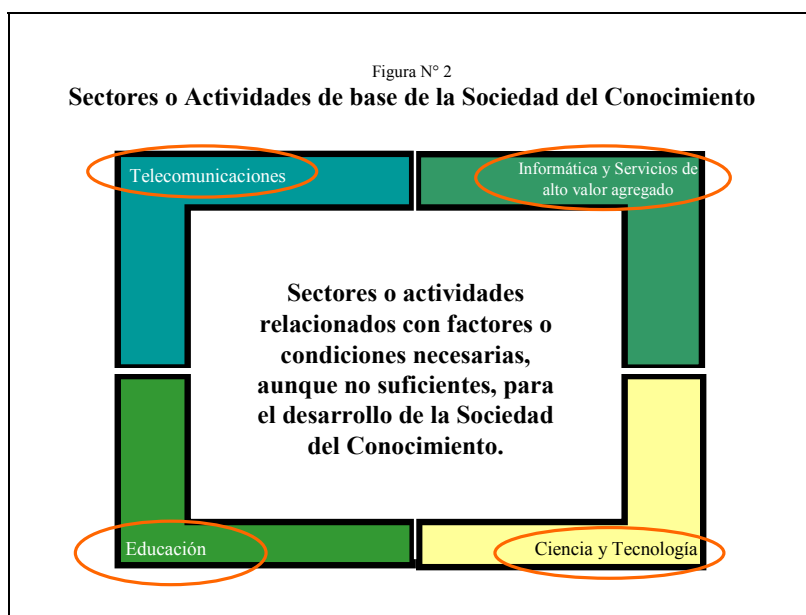 Figura N° 2
Sectores o Actividades de base de la Sociedad del Conocimiento
Telecomunicaciones
Informática y Servicios de
alto valor agregado
Sectores o actividades
relacionados con factores o
condiciones necesarias,
aunque no suficientes, para
el desarrollo de la Sociedad
del Conocimiento.
Educación
Ciencia y Tecnología